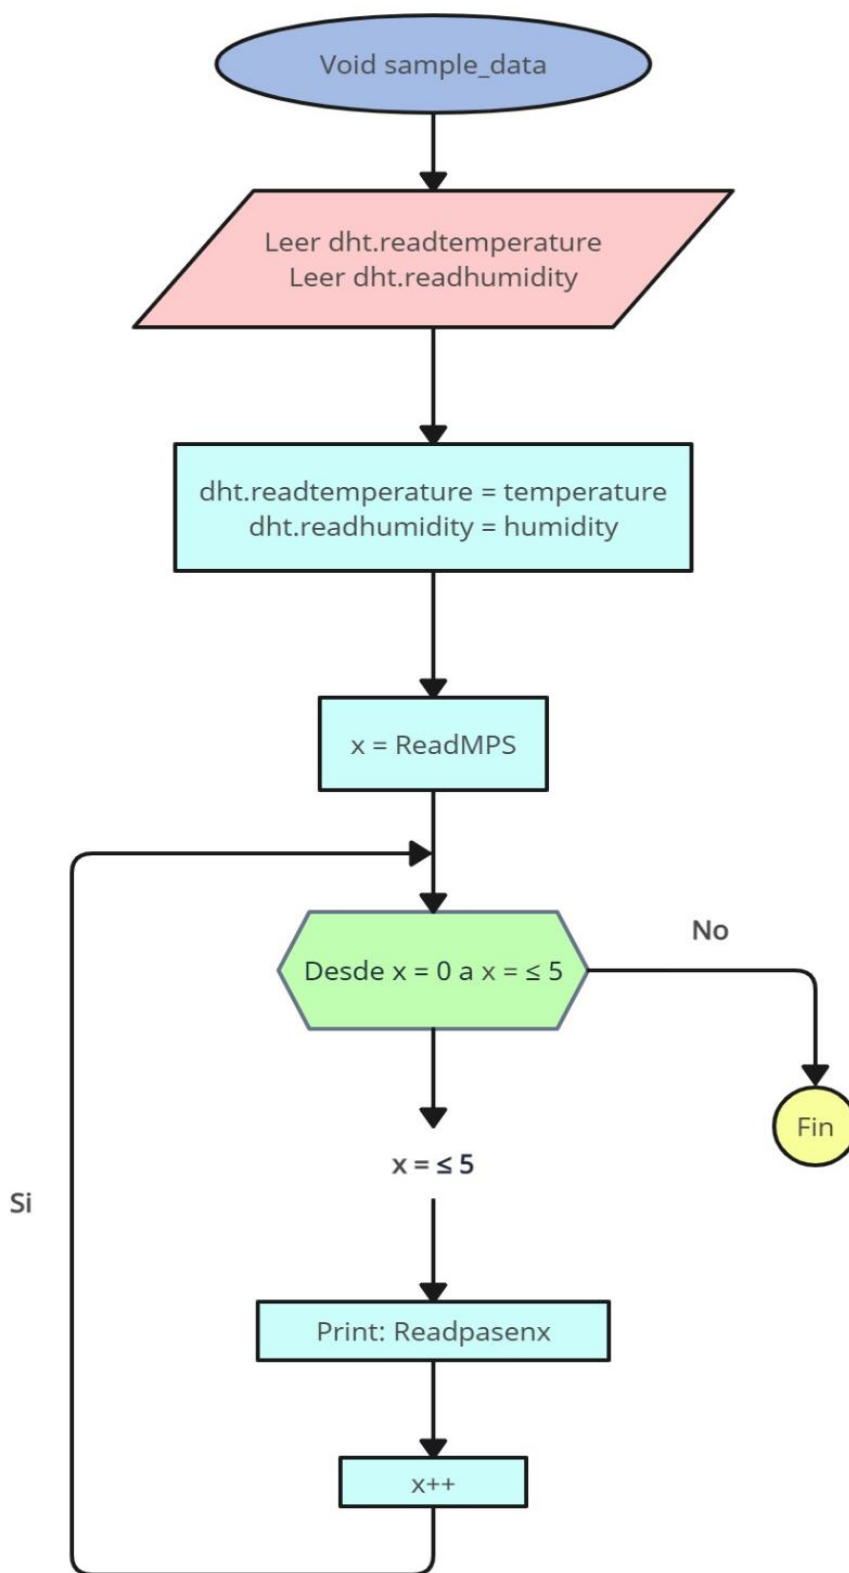 Void sample_data
Leer dht.readtemperature
Leer dht.readhumidity
dht.readtemperature = temperature
dht.readhumidity = humidity
x = ReadMPS
Desde x = 0 a x = ≤ 5
No
Fin
x = ≤ 5
Si
Print: Readpasenx
x++